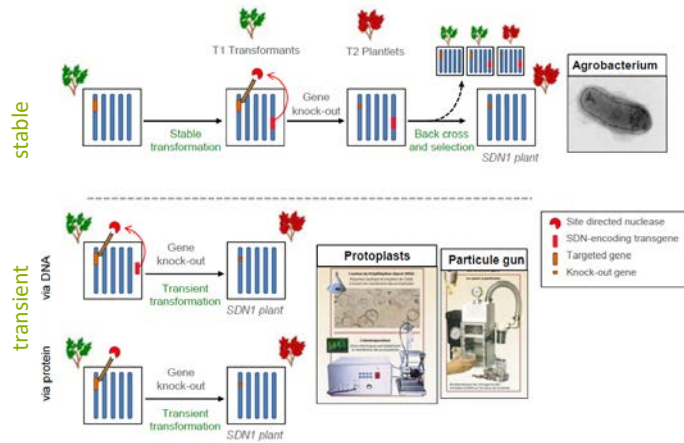 T1 Transformants
T2 Plantlets
Agrobacterium
stable
Gene
knock-out
Stable
transformation
Back cross
and selection
SDN1 plant
Site directed nuclease
SDN-encoding transgene
Targeted gene
Knock-out gene
transient
via DNA
Gene
knock-out
Transient
transformation
SDN1 plant
Protoplasts
Particule gun
via protein
Gene
knock-out
Transient
transformation
SDN1 plant